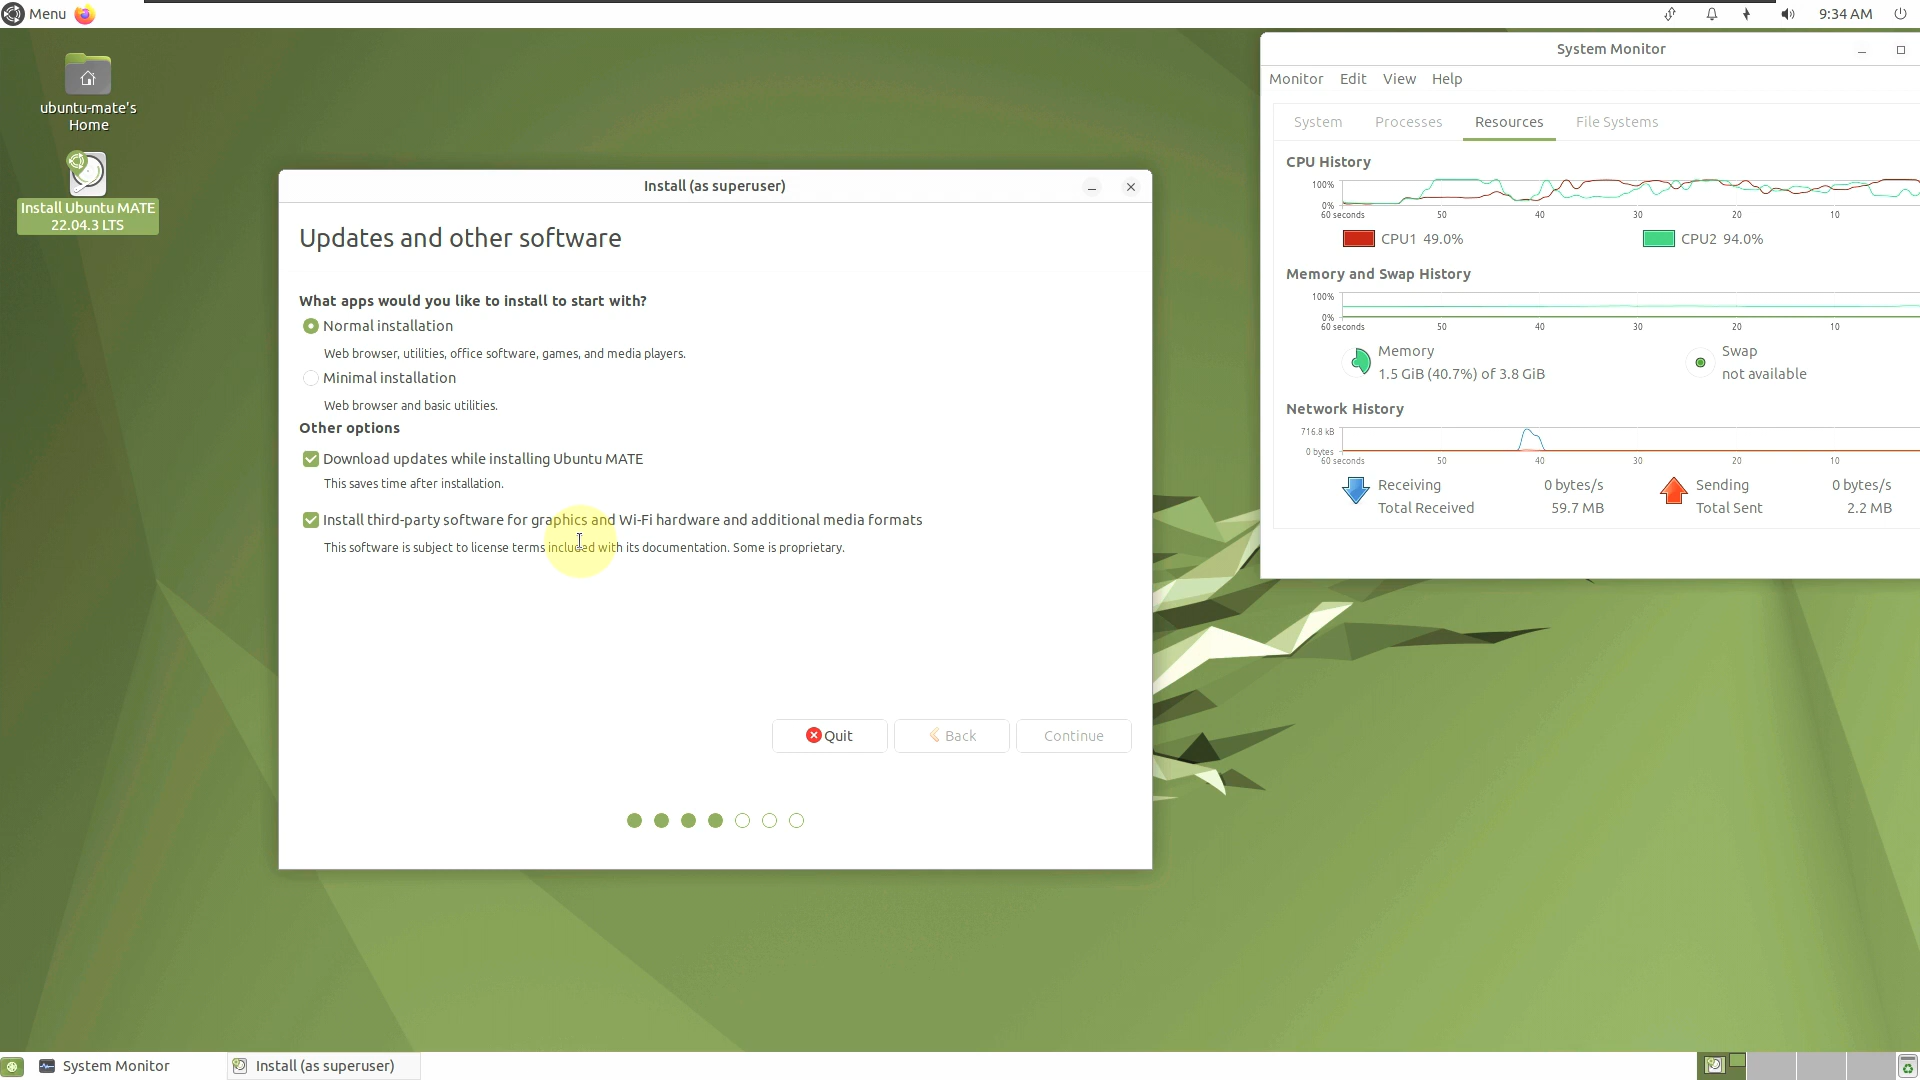 Menu
9:34 AM
ubuntu-mate's
Home
Install Ubuntu MATE
22.04.3 LTS
Install (as superuser)
Updates and other software
What apps would you like to install to start with?
Normal installation
Web browser, utilities, office software, games, and media players.
Minimal installation
Web browser and basic utilities.
Other options
Download updates while installing Ubuntu MATE
This saves time after installation.
Install third-party software for graphics and Wi-Fi hardware and additional media formats
This software is subject to license terms included with its documentation. Some is proprietary.
Quit
Back
Continue
System Monitor
Monitor Edit View Help
System Processes Resources File Systems
CPU History
100%
0%
60 seconds 50 40 30 20 10
CPU1 49.0% CPU2 94.0%
Memory and Swap History
100%
0%
60 seconds 50 40 30 20 10
Memory Swap
1.5 GiB (40.7%) of 3.8 GiB not available
Network History
716.8 kB
0 bytes
60 seconds 50 40 30 20 10
Receiving 0 bytes/s Sending 0 bytes/s
Total Received 59.7 MB Total Sent 2.2 MB
System Monitor
Install (as superuser)